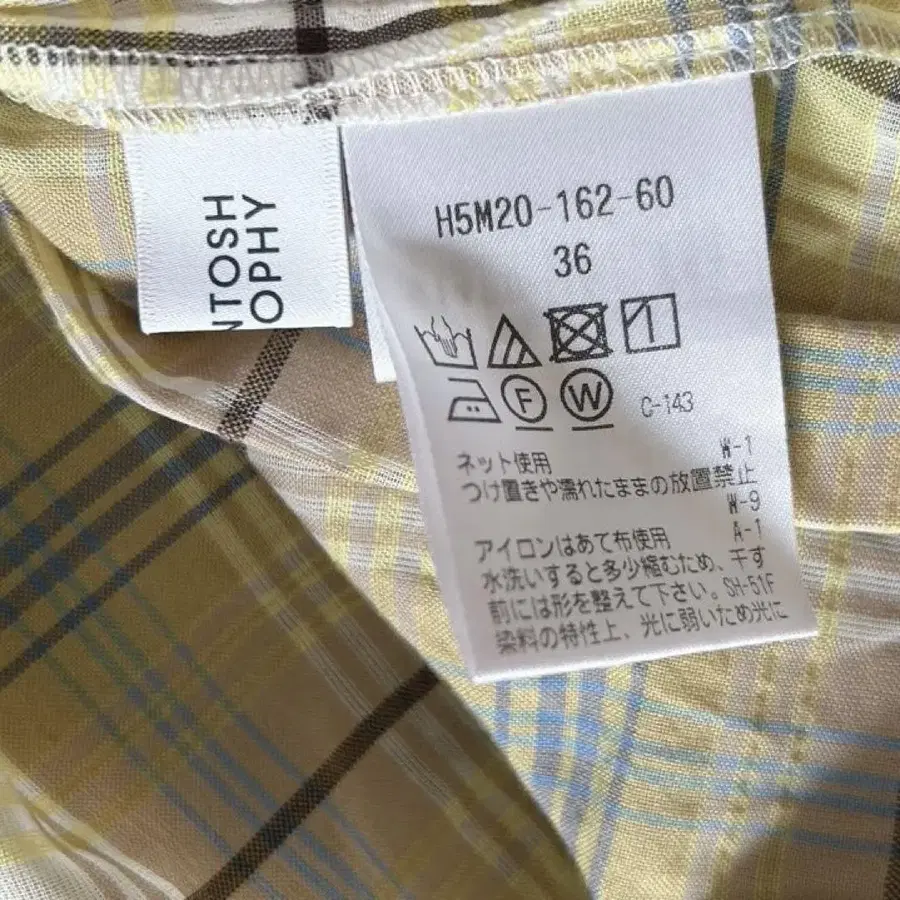 NTOSH
OPHY
H5M20-162-60
36
F W C-143
W-1
ネット使用
つけ置きや濡れたままの放置禁止
W-9
A-1
アイロンはあて布使用
水洗いすると多少縮むため、干す
前には形を整えて下さい。SH-51F
染料の特性上、光に弱いため光に